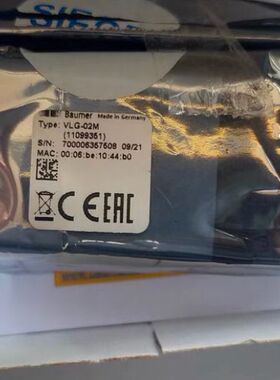 Baumer Made in Germany
Type: VLG-02M
(11099351)
S/N: 700006357508 09/21
MAC: 00:06:be:10:44:b0
CE EAC